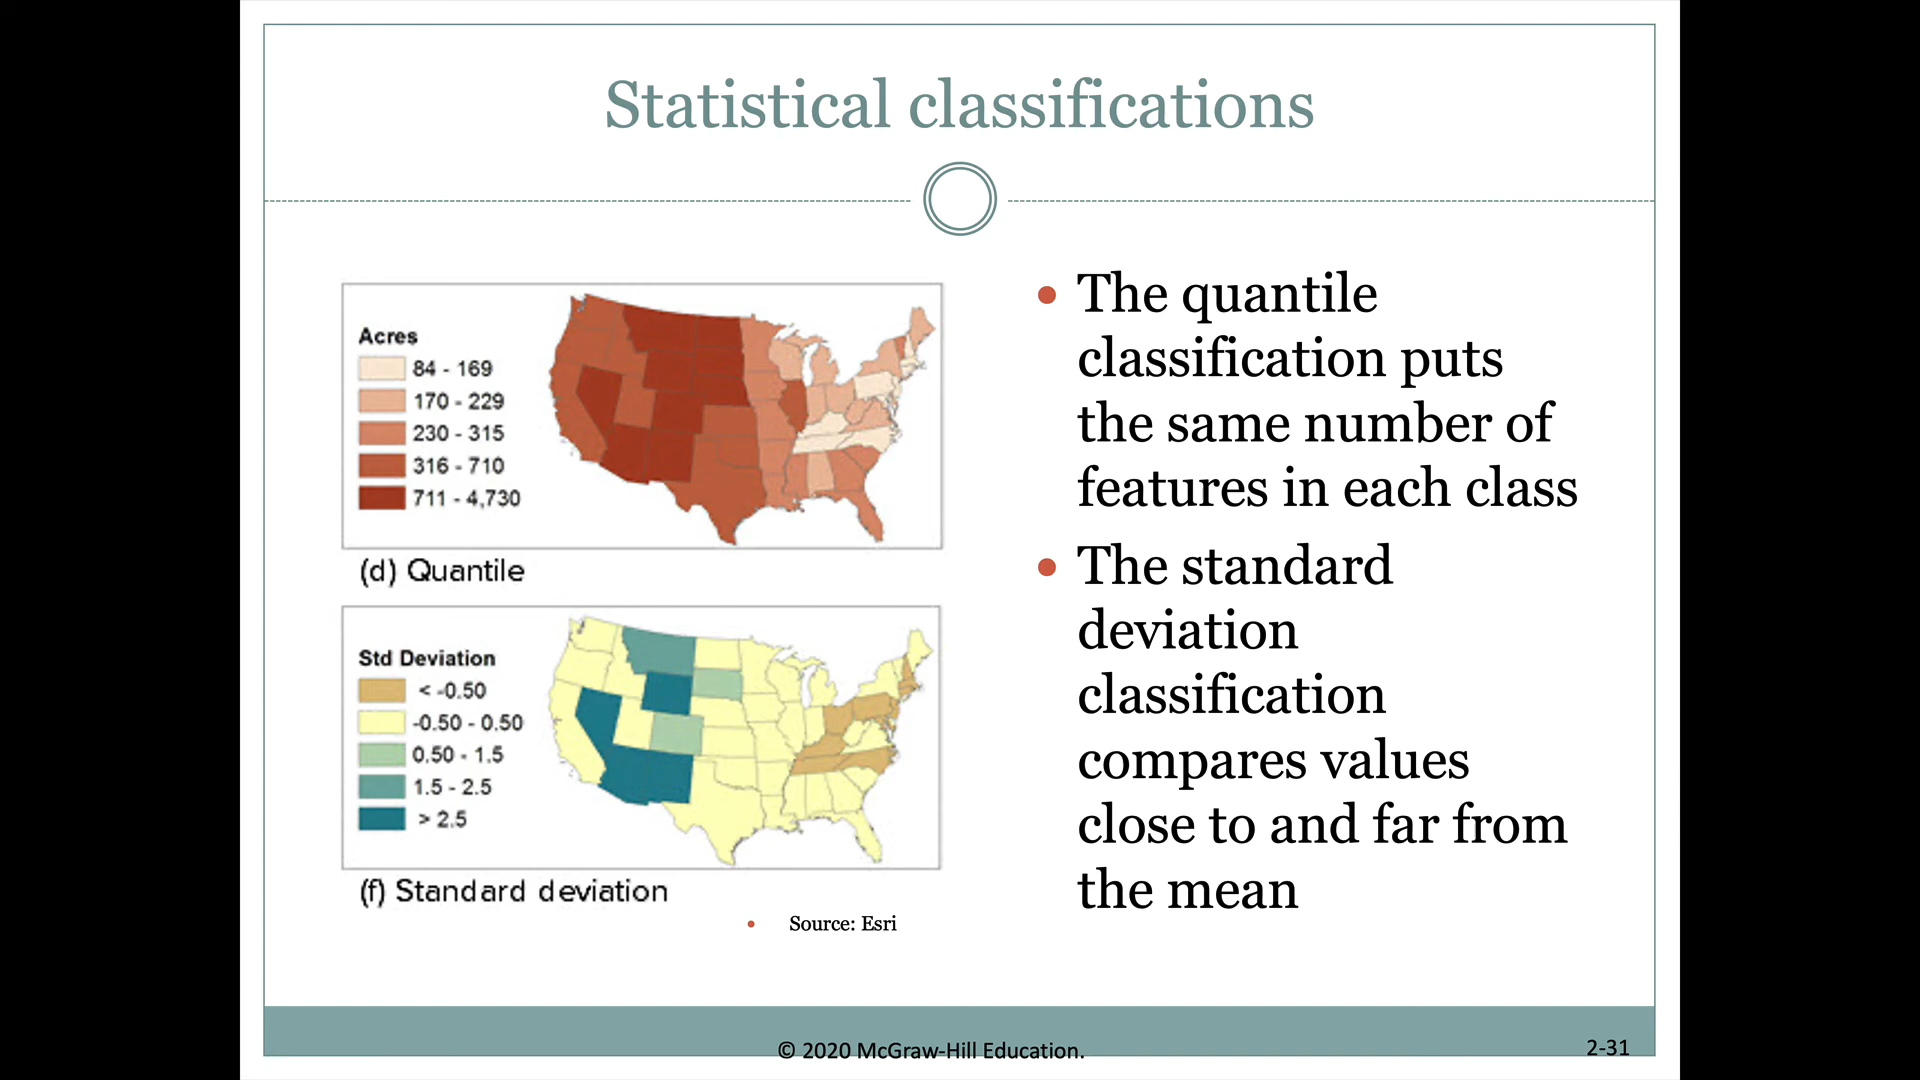 Statistical classifications
Acres
84 - 169
170 - 229
230 - 315
316 - 710
711 - 4,730
(d) Quantile
Std Deviation
< -0.50
-0.50 - 0.50
0.50 - 1.5
1.5 - 2.5
> 2.5
(f) Standard deviation
• Source: Esri
• The quantile
classification puts
the same number of
features in each class
• The standard
deviation
classification
compares values
close to and far from
the mean
© 2020 McGraw-Hill Education.
2-31